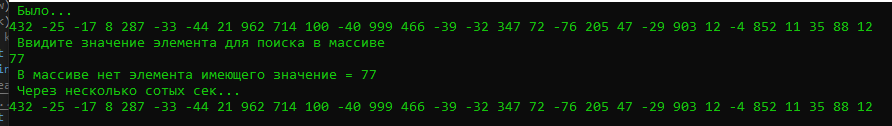 Было...
432 -25 -17 8 287 -33 -44 21 962 714 100 -40 999 466 -39 -32 347 72 -76 205 47 -29 903 12 -4 852 11 35 88 12
Ввидите значение элемента для поиска в массиве
77
В массиве нет элемента имеющего значение = 77
Через несколько сотых сек...
432 -25 -17 8 287 -33 -44 21 962 714 100 -40 999 466 -39 -32 347 72 -76 205 47 -29 903 12 -4 852 11 35 88 12